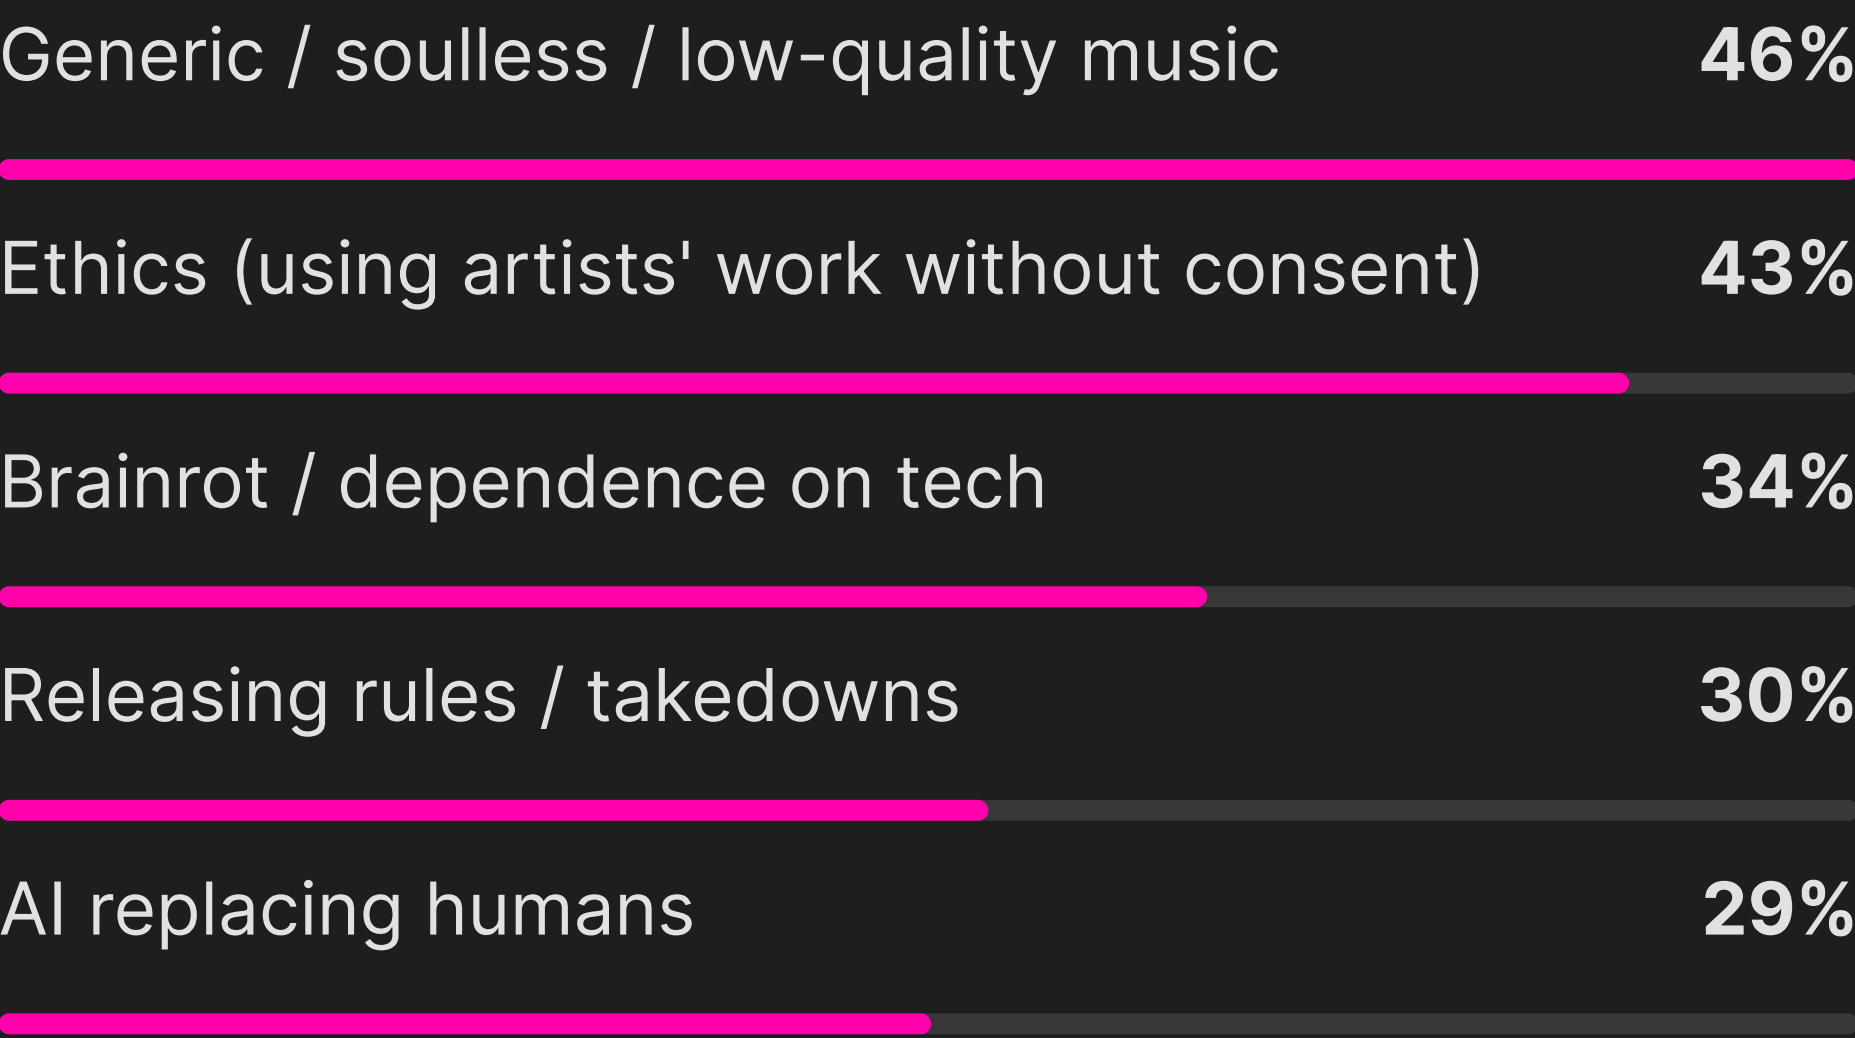 Generic / soulless / low-quality music 46%
Ethics (using artists' work without consent) 43%
Brainrot / dependence on tech 34%
Releasing rules / takedowns 30%
AI replacing humans 29%